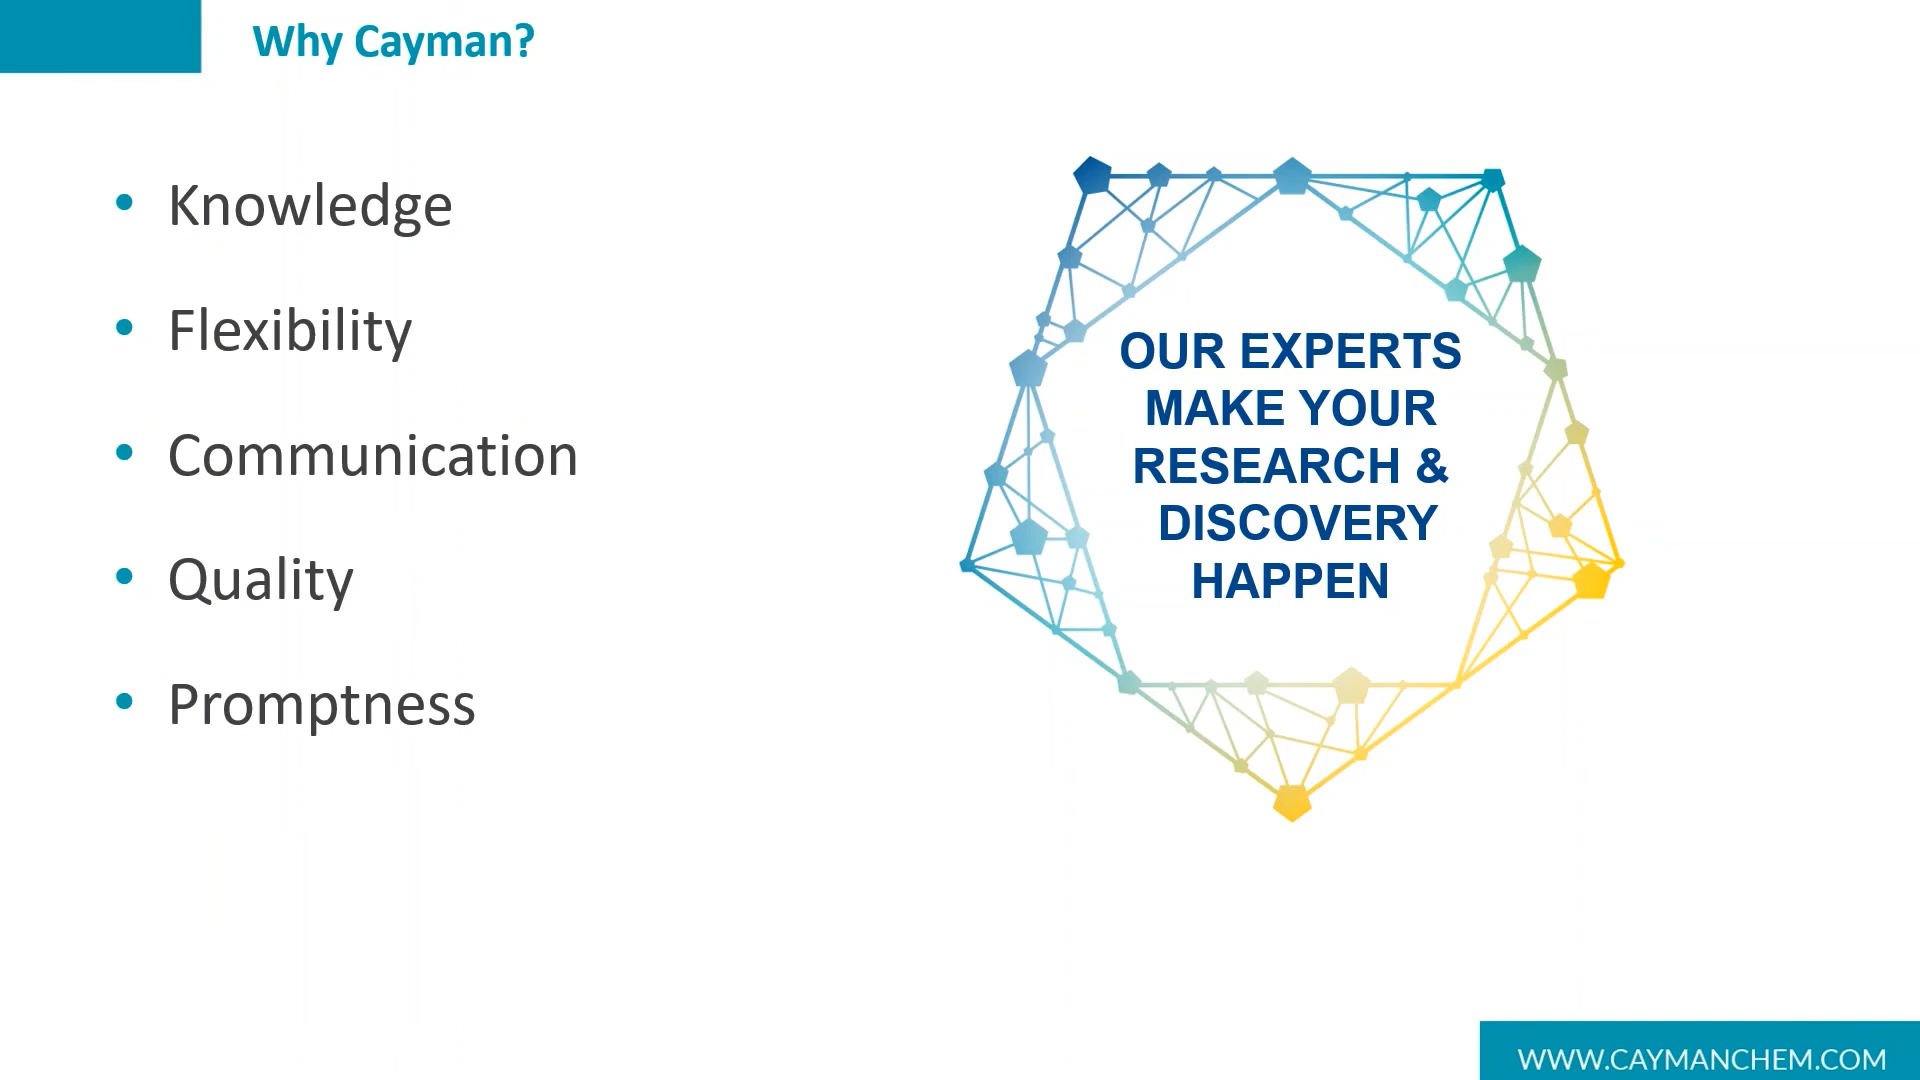 Why Cayman?
• Knowledge
• Flexibility
• Communication
• Quality
• Promptness
OUR EXPERTS
MAKE YOUR
RESEARCH &
DISCOVERY
HAPPEN
WWW.CAYMANCHEM.COM